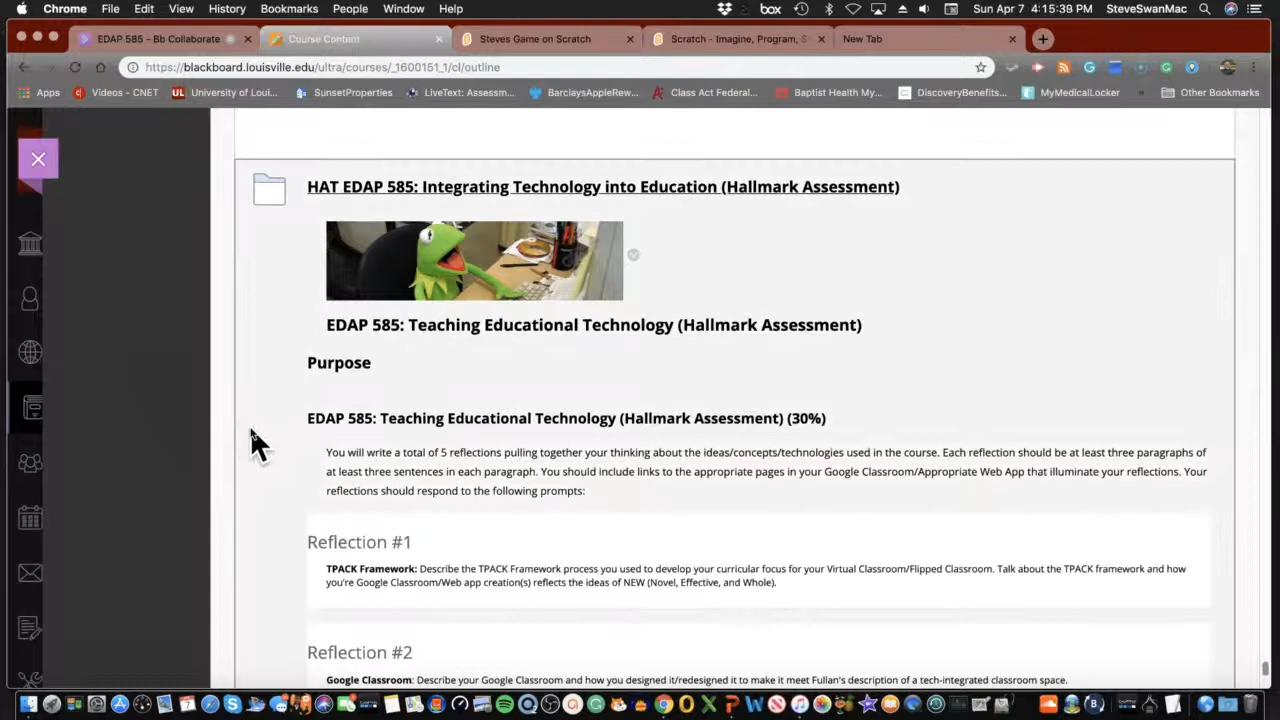 Chrome File Edit View History Bookmarks People Window Help box Sun Apr 7 4:15:39 PM SteveSwanMac
EDAP 585 - Bb Collaborate Course Content Steves Game on Scratch Scratch - Imagine, Program, S New Tab
https://blackboard.louisville.edu/ultra/courses/_1600151_1/cl/outline
Apps Videos - CNET University of Loui... SunsetProperties LiveText: Assessm... BarclaysAppleRew... Class Act Federal... Baptist Health My... DiscoveryBenefits... MyMedicalLocker » Other Bookmarks
HAT EDAP 585: Integrating Technology into Education (Hallmark Assessment)
EDAP 585: Teaching Educational Technology (Hallmark Assessment)
Purpose
EDAP 585: Teaching Educational Technology (Hallmark Assessment) (30%)
You will write a total of 5 reflections pulling together your thinking about the ideas/concepts/technologies used in the course. Each reflection should be at least three paragraphs of
at least three sentences in each paragraph. You should include links to the appropriate pages in your Google Classroom/Appropriate Web App that illuminate your reflections. Your
reflections should respond to the following prompts:
Reflection #1
TPACK Framework: Describe the TPACK Framework process you used to develop your curricular focus for your Virtual Classroom/Flipped Classroom. Talk about the TPACK framework and how
you're Google Classroom/Web app creation(s) reflects the ideas of NEW (Novel, Effective, and Whole).
Reflection #2
Google Classroom: Describe your Google Classroom and how you designed it/redesigned it to make it meet Fullan's description of a tech-integrated classroom space.